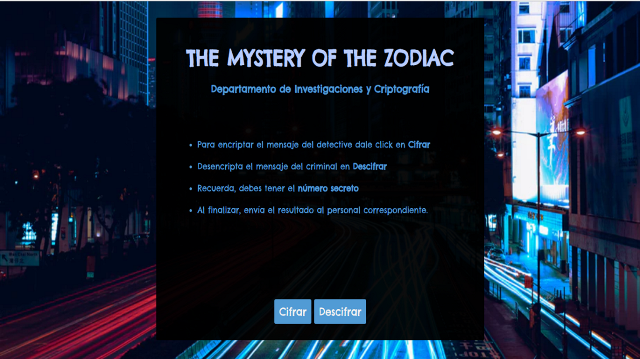 THE MYSTERY OF THE ZODIAC
Departamento de Investigaciones y Criptografía
• Para encriptar el mensaje del detective dale click en Cifrar
• Desencripta el mensaje del criminal en Descifrar
• Recuerda, debes tener el número secreto
• Al finalizar, envía el resultado al personal correspondiente.
Cifrar Descifrar